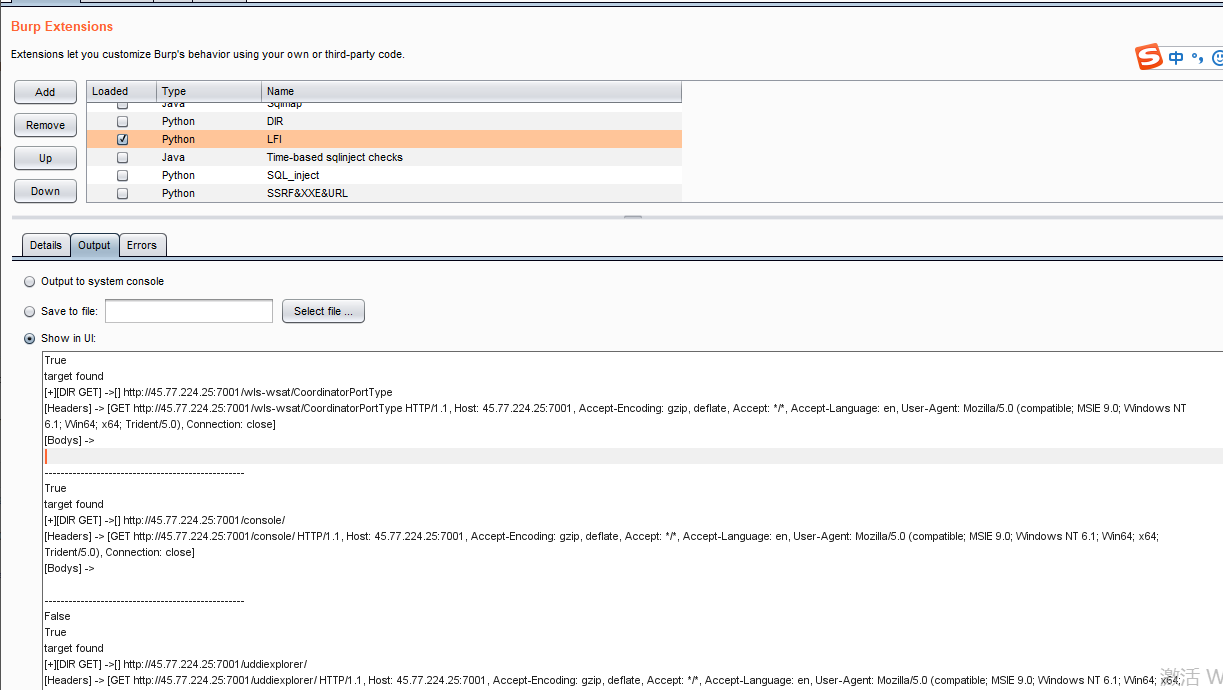 Burp Extensions
Extensions let you customize Burp's behavior using your own or third-party code.
S 中 °,
Add
Loaded Type Name
Java Sqlmap
Remove
Python DIR
Python LFI
Up
Java Time-based sqlinject checks
Python SQL_inject
Down
Python SSRF&XXE&URL
Details Output Errors
Output to system console
Save to file: Select file ...
Show in UI:
True
target found
[+][DIR GET] ->[] http://45.77.224.25:7001/wls-wsat/CoordinatorPortType
[Headers] -> [GET http://45.77.224.25:7001/wls-wsat/CoordinatorPortType HTTP/1.1, Host: 45.77.224.25:7001, Accept-Encoding: gzip, deflate, Accept: */*, Accept-Language: en, User-Agent: Mozilla/5.0 (compatible; MSIE 9.0; Windows NT
6.1; Win64; x64; Trident/5.0), Connection: close]
[Bodys] ->
--------------------------------------------------
True
target found
[+][DIR GET] ->[] http://45.77.224.25:7001/console/
[Headers] -> [GET http://45.77.224.25:7001/console/ HTTP/1.1, Host: 45.77.224.25:7001, Accept-Encoding: gzip, deflate, Accept: */*, Accept-Language: en, User-Agent: Mozilla/5.0 (compatible; MSIE 9.0; Windows NT 6.1; Win64; x64;
Trident/5.0), Connection: close]
[Bodys] ->
--------------------------------------------------
False
True
target found
[+][DIR GET] ->[] http://45.77.224.25:7001/uddiexplorer/
[Headers] -> [GET http://45.77.224.25:7001/uddiexplorer/ HTTP/1.1, Host: 45.77.224.25:7001, Accept-Encoding: gzip, deflate, Accept: */*, Accept-Language: en, User-Agent: Mozilla/5.0 (compatible; MSIE 9.0; Windows NT 6.1; Win64; x64;
激活 W